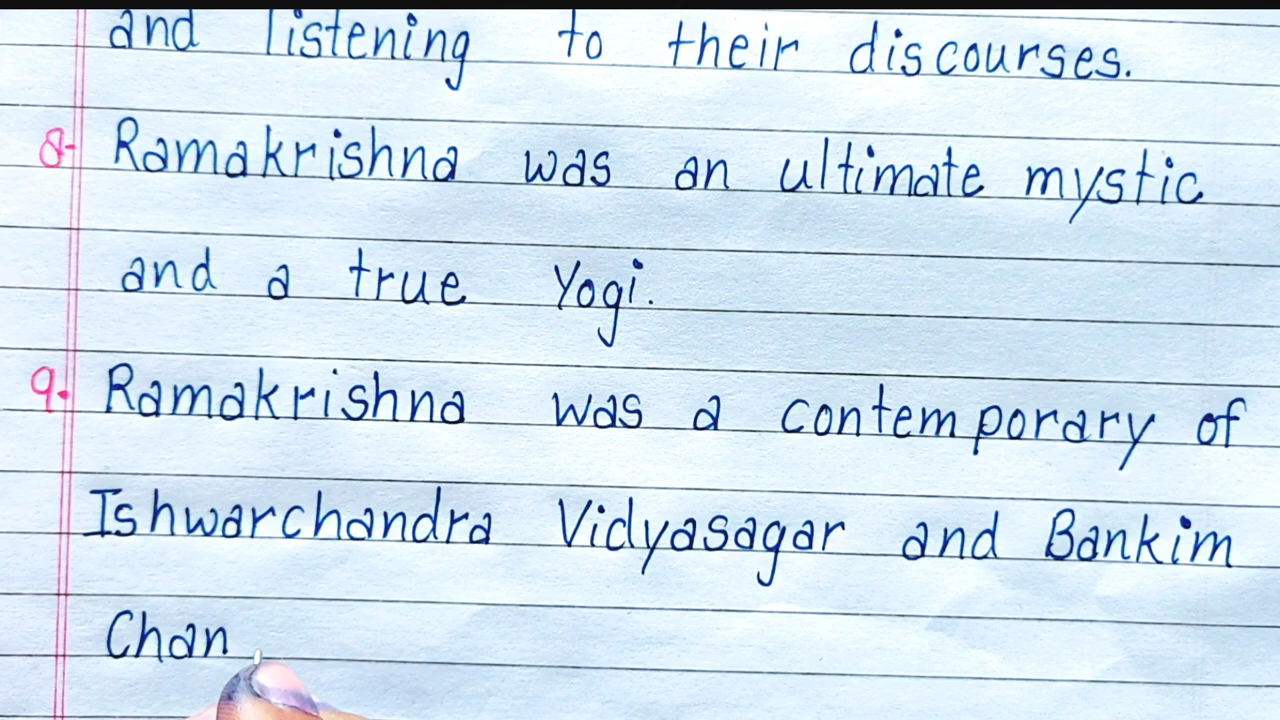 and listening to their discourses.
8- Ramakrishna was an ultimate mystic
and a true Yogi.
9. Ramakrishna was a contemporary of
Ishwarchandra Vidyasagar and Bankim
Chan